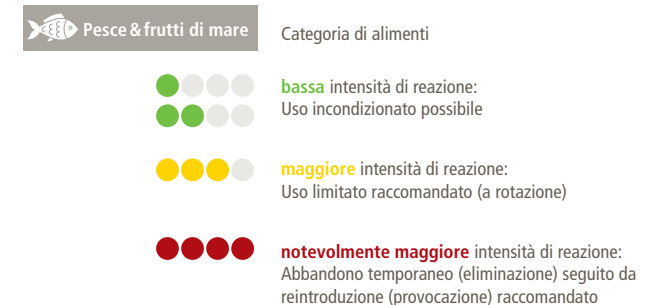 Pesce & frutti di mare
Categoria di alimenti
bassa intensità di reazione:
Uso incondizionato possibile
maggiore intensità di reazione:
Uso limitato raccomandato (a rotazione)
notevolmente maggiore intensità di reazione:
Abbandono temporaneo (eliminazione) seguito da
reintroduzione (provocazione) raccomandato